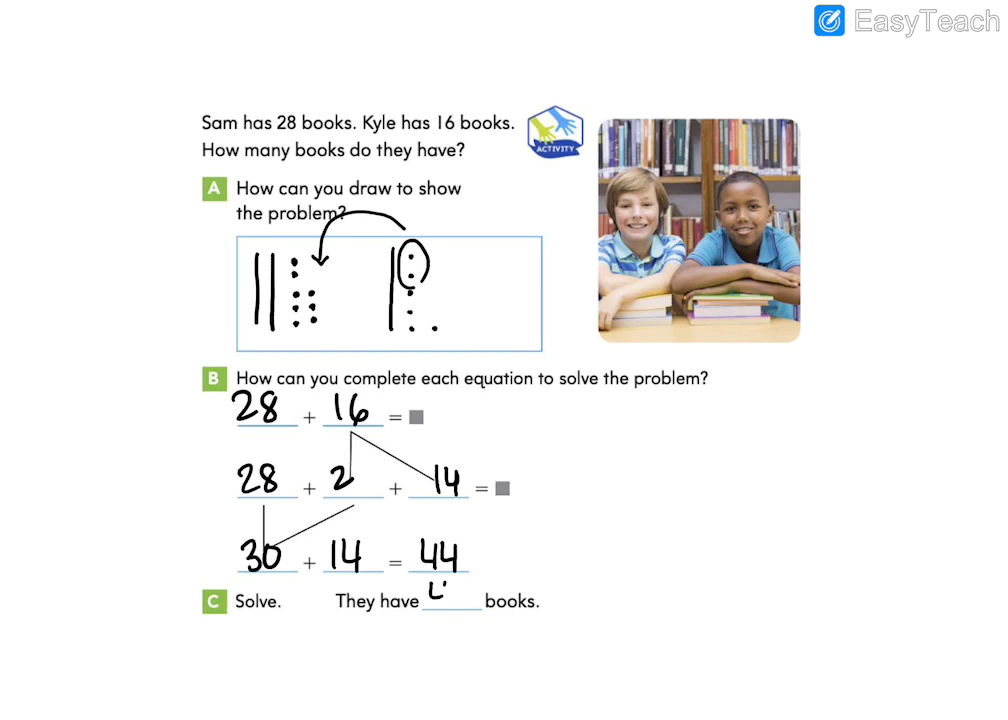 EasyTeach
Sam has 28 books. Kyle has 16 books.
How many books do they have?
ACTIVITY
A How can you draw to show
the problem?
B How can you complete each equation to solve the problem?
28 + 16 = ■
28 + 2 + 14 = ■
30 + 14 = 44
C Solve. They have ____ books.